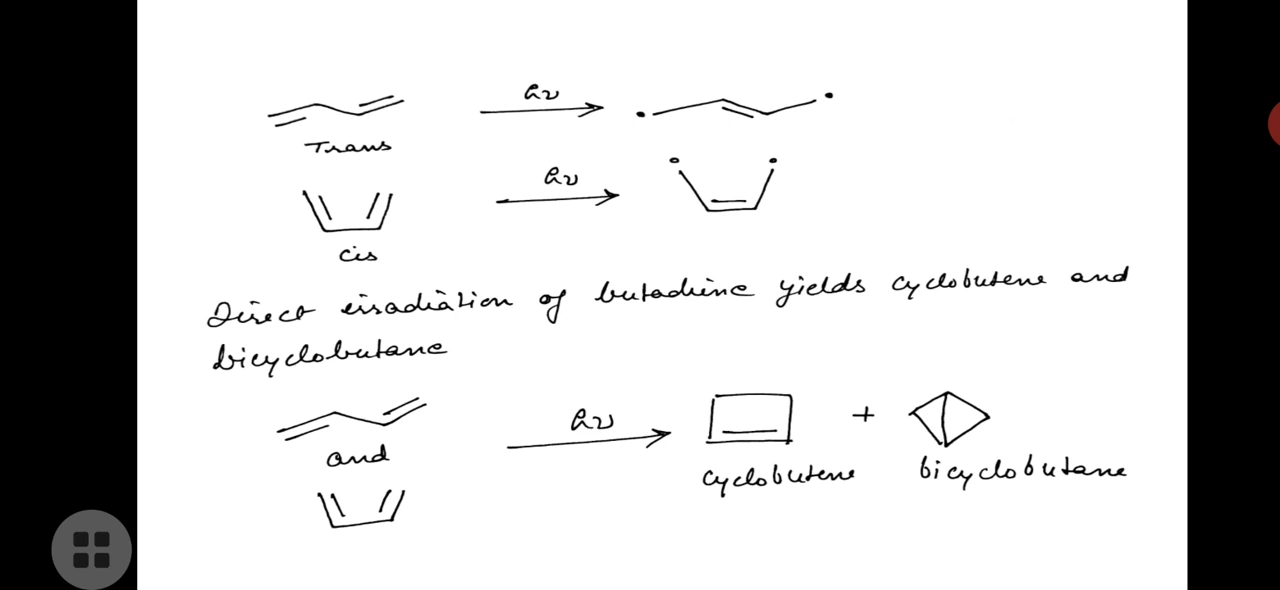 hν
Trans
hν
cis
Direct irradiation of butadiene yields cyclobutene and
bicyclobutane
hν
+
and
cyclobutene
bicyclobutane